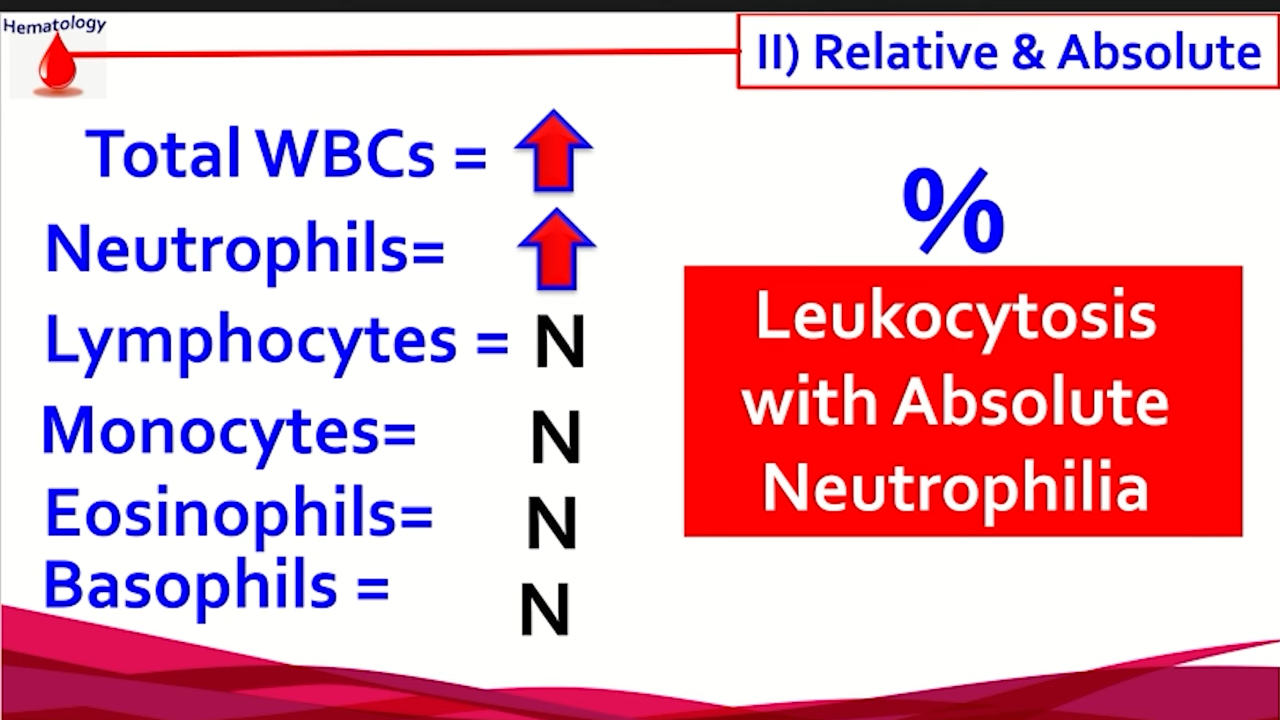 Hematology
II) Relative & Absolute
Total WBCs =
Neutrophils=
Lymphocytes = N
Monocytes= N
Eosinophils= N
Basophils = N
%
Leukocytosis
with Absolute
Neutrophilia